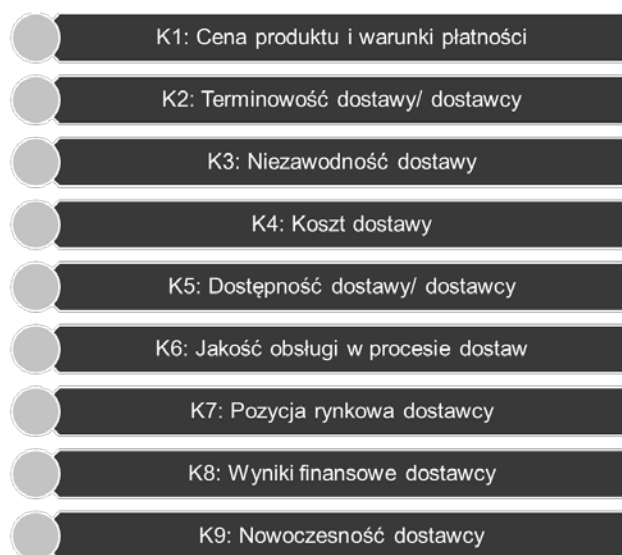 K1: Cena produktu i warunki płatności
K2: Terminowość dostawy/ dostawcy
K3: Niezawodność dostawy
K4: Koszt dostawy
K5: Dostępność dostawy/ dostawcy
K6: Jakość obsługi w procesie dostaw
K7: Pozycja rynkowa dostawcy
K8: Wyniki finansowe dostawcy
K9: Nowoczesność dostawcy